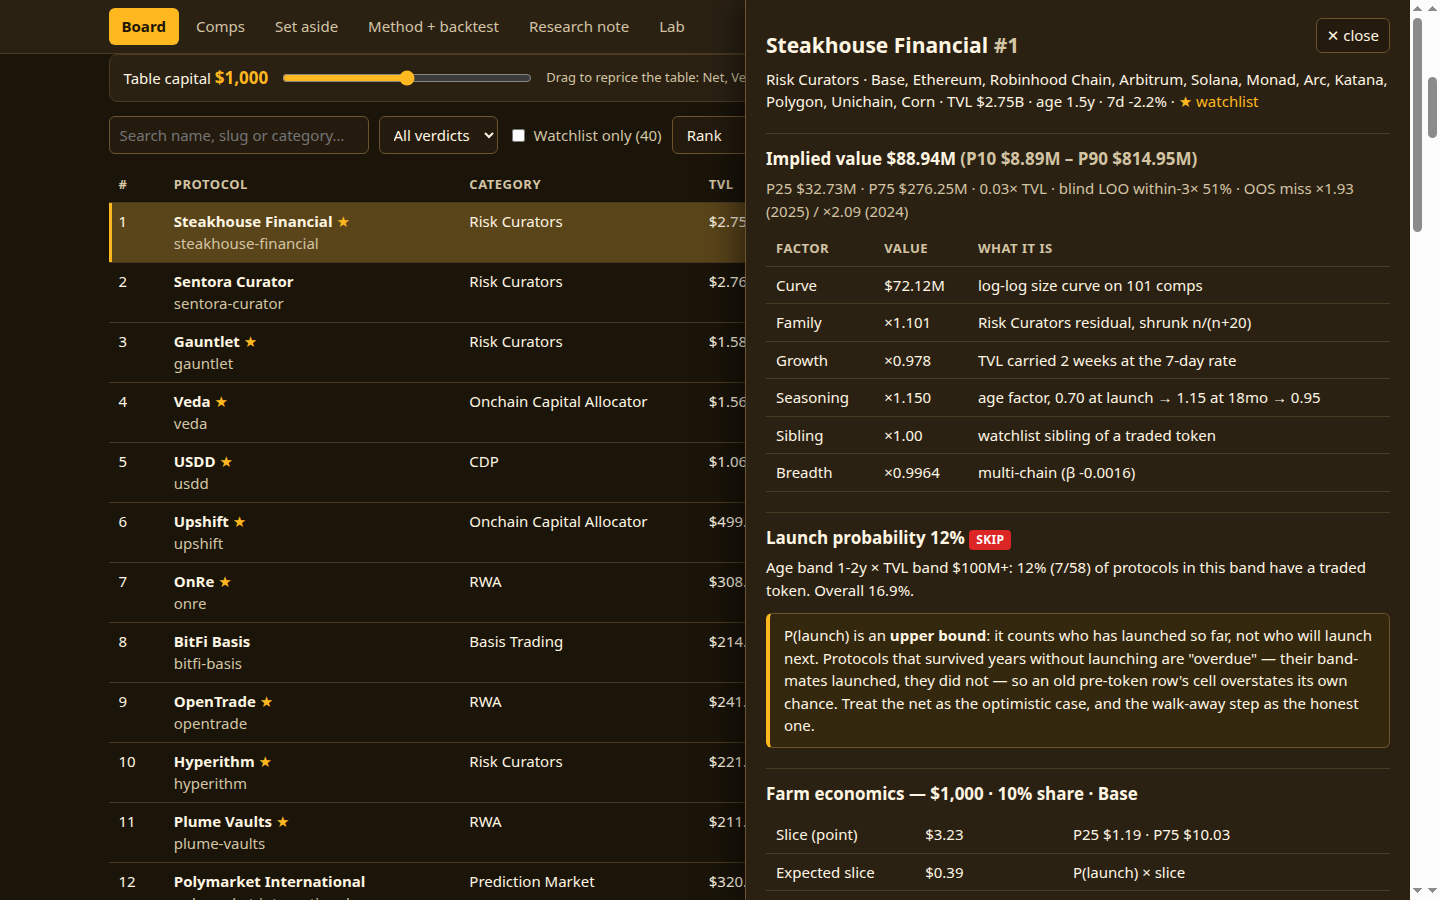 Board
Comps
Set aside
Method + backtest
Research note
Lab
Table capital $1,000
Drag to reprice the table: Net, Ve
Search name, slug or category...
All verdicts
Watchlist only (40)
Rank
# PROTOCOL CATEGORY TVL
1 Steakhouse Financial ★ Risk Curators $2.75
steakhouse-financial
2 Sentora Curator Risk Curators $2.76
sentora-curator
3 Gauntlet ★ Risk Curators $1.58
gauntlet
4 Veda ★ Onchain Capital Allocator $1.56
veda
5 USDD ★ CDP $1.06
usdd
6 Upshift ★ Onchain Capital Allocator $499.
upshift
7 OnRe ★ RWA $308.
onre
8 BitFi Basis Basis Trading $214.
bitfi-basis
9 OpenTrade ★ RWA $241.
opentrade
10 Hyperithm ★ Risk Curators $221.
hyperithm
11 Plume Vaults ★ RWA $211.
plume-vaults
12 Polymarket International Prediction Market $320.
Steakhouse Financial #1
✕ close
Risk Curators · Base, Ethereum, Robinhood Chain, Arbitrum, Solana, Monad, Arc, Katana,
Polygon, Unichain, Corn · TVL $2.75B · age 1.5y · 7d -2.2% · ★ watchlist
Implied value $88.94M (P10 $8.89M – P90 $814.95M)
P25 $32.73M · P75 $276.25M · 0.03× TVL · blind LOO within-3× 51% · OOS miss ×1.93
(2025) / ×2.09 (2024)
FACTOR VALUE WHAT IT IS
Curve $72.12M log-log size curve on 101 comps
Family ×1.101 Risk Curators residual, shrunk n/(n+20)
Growth ×0.978 TVL carried 2 weeks at the 7-day rate
Seasoning ×1.150 age factor, 0.70 at launch → 1.15 at 18mo → 0.95
Sibling ×1.00 watchlist sibling of a traded token
Breadth ×0.9964 multi-chain (β -0.0016)
Launch probability 12% SKIP
Age band 1-2y × TVL band $100M+: 12% (7/58) of protocols in this band have a traded
token. Overall 16.9%.
P(launch) is an upper bound: it counts who has launched so far, not who will launch
next. Protocols that survived years without launching are "overdue" — their band-
mates launched, they did not — so an old pre-token row's cell overstates its own
chance. Treat the net as the optimistic case, and the walk-away step as the honest
one.
Farm economics — $1,000 · 10% share · Base
Slice (point) $3.23 P25 $1.19 · P75 $10.03
Expected slice $0.39 P(launch) × slice